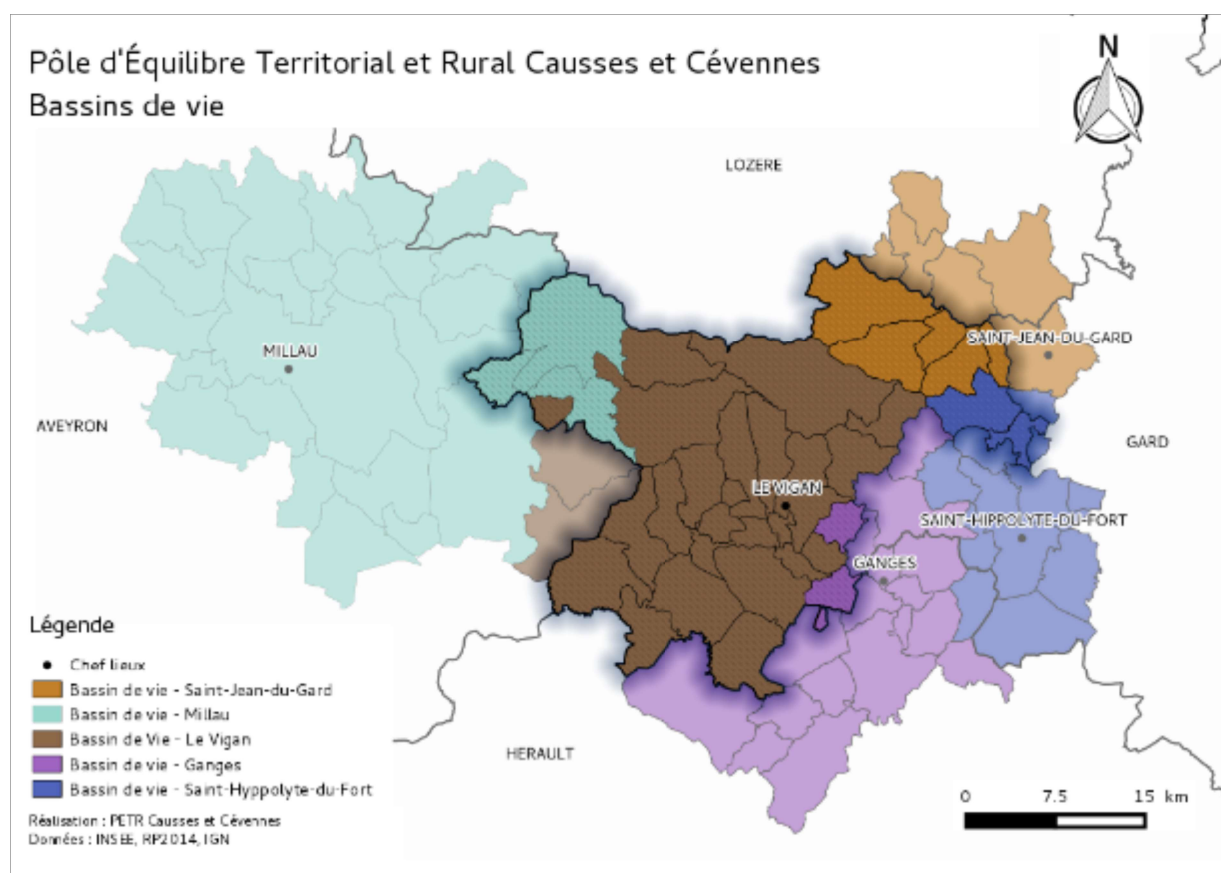 Pôle d'Équilibre Territorial et Rural Causses et Cévennes
Bassins de vie
N
LOZERE
SAINT-JEAN-DU-GARD
MILLAU
AVEYRON
GARD
LE VIGAN
SAINT-HIPPOLYTE-DU-FORT
GANGES
HERAULT
Légende
Chef lieux
Bassin de vie - Saint-Jean-du-Gard
Bassin de vie - Millau
Bassin de Vie - Le Vigan
Bassin de vie - Ganges
Bassin de vie - Saint-Hyppolyte-du-Fort
Réalisation : PETR Causses et Cévennes
Données : INSEE, RP2014, IGN
0 7.5 15 km